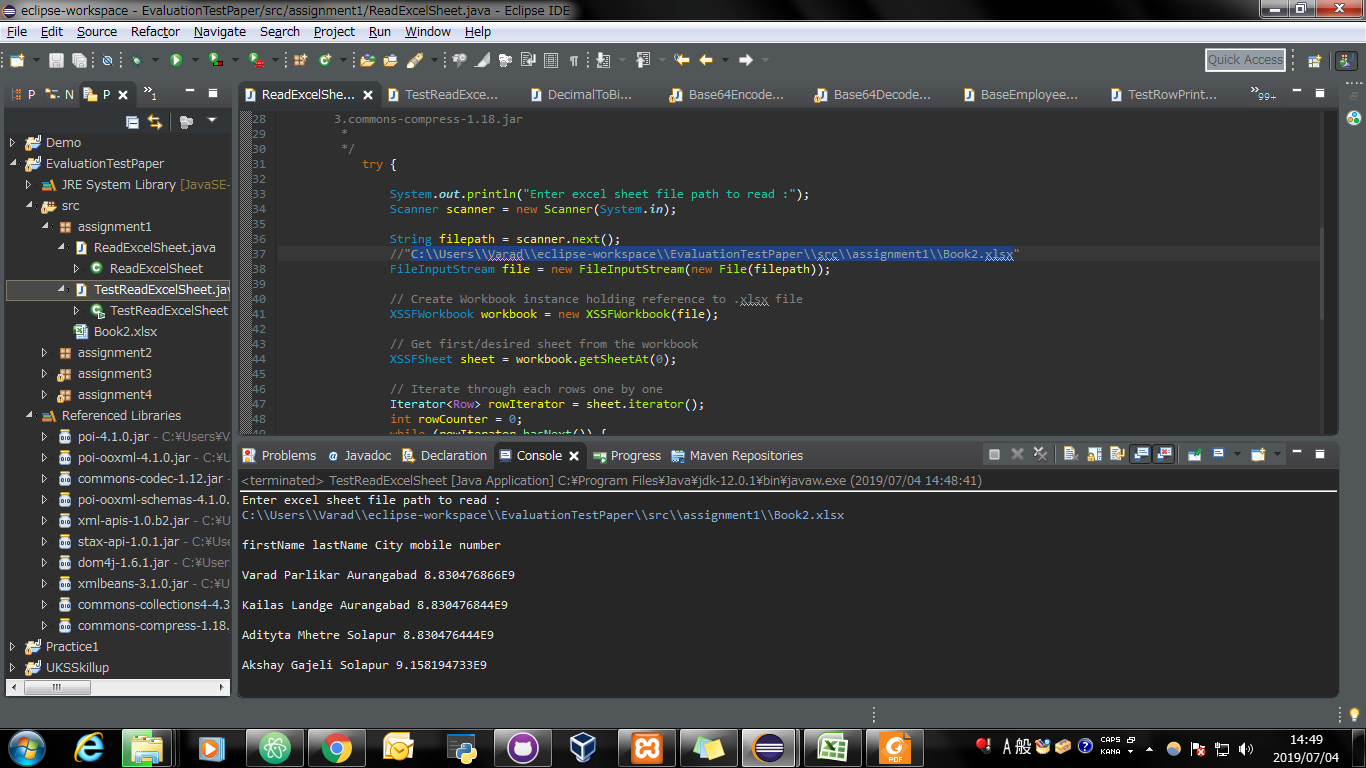 eclipse-workspace - EvaluationTestPaper/src/assignment1/ReadExcelSheet.java - Eclipse IDE
File Edit Source Refactor Navigate Search Project Run Window Help
Quick Access
P N P »1
ReadExcelShe... TestReadExce... DecimalToBi... Base64Encode... Base64Decode... BaseEmployee... TestRowPrint... »99+
Demo
EvaluationTestPaper
JRE System Library [JavaSE-
src
assignment1
ReadExcelSheet.java
ReadExcelSheet
TestReadExcelSheet.jav
TestReadExcelSheet
Book2.xlsx
assignment2
assignment3
assignment4
Referenced Libraries
poi-4.1.0.jar - C:¥Users¥V
poi-ooxml-4.1.0.jar - C:¥
commons-codec-1.12.jar -
poi-ooxml-schemas-4.1.0.
xml-apis-1.0.b2.jar - C:¥U
stax-api-1.0.1.jar - C:¥Use
dom4j-1.6.1.jar - C:¥User
xmlbeans-3.1.0.jar - C:¥U
commons-collections4-4.3
commons-compress-1.18.
Practice1
UKSSkillup
28 3.commons-compress-1.18.jar
29 *
30 */
31 try {
32
33 System.out.println("Enter excel sheet file path to read :");
34 Scanner scanner = new Scanner(System.in);
35
36 String filepath = scanner.next();
37 //"C:\\Users\\Varad\\eclipse-workspace\\EvaluationTestPaper\\src\\assignment1\\Book2.xlsx"
38 FileInputStream file = new FileInputStream(new File(filepath));
39
40 // Create Workbook instance holding reference to .xlsx file
41 XSSFWorkbook workbook = new XSSFWorkbook(file);
42
43 // Get first/desired sheet from the workbook
44 XSSFSheet sheet = workbook.getSheetAt(0);
45
46 // Iterate through each rows one by one
47 Iterator<Row> rowIterator = sheet.iterator();
48 int rowCounter = 0;
49 while (rowIterator.hasNext()) {
Problems Javadoc Declaration Console Progress Maven Repositories
<terminated> TestReadExcelSheet [Java Application] C:¥Program Files¥Java¥jdk-12.0.1¥bin¥javaw.exe (2019/07/04 14:48:41)
Enter excel sheet file path to read :
C:\\Users\\Varad\\eclipse-workspace\\EvaluationTestPaper\\src\\assignment1\\Book2.xlsx
firstName lastName City mobile number
Varad Parlikar Aurangabad 8.830476866E9
Kailas Landge Aurangabad 8.830476844E9
Adityta Mhetre Solapur 8.830476444E9
Akshay Gajeli Solapur 9.158194733E9
PDF
A 般 CAPS KANA
14:49
2019/07/04